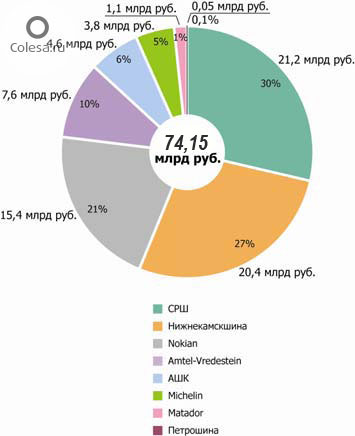 1,1 млрд руб.
0,05 млрд руб.
0,1%
3,8 млрд руб.
1%
Colesa.ru
4,6 млрд руб.
5%
6%
21,2 млрд руб.
30%
7,6 млрд руб.
10%
74,15
млрд руб.
15,4 млрд руб.
21%
27%
20,4 млрд руб.
СРШ
Нижнекамскшина
Nokian
Amtel-Vredestein
АШК
Michelin
Matador
Петрошина